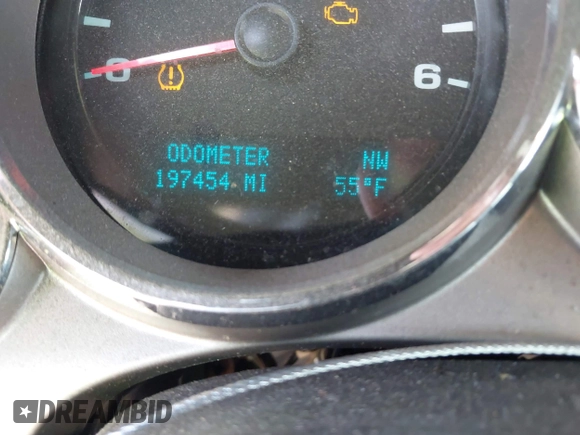 0 6
ODOMETER NW
197454 MI 55°F
DREAMBID